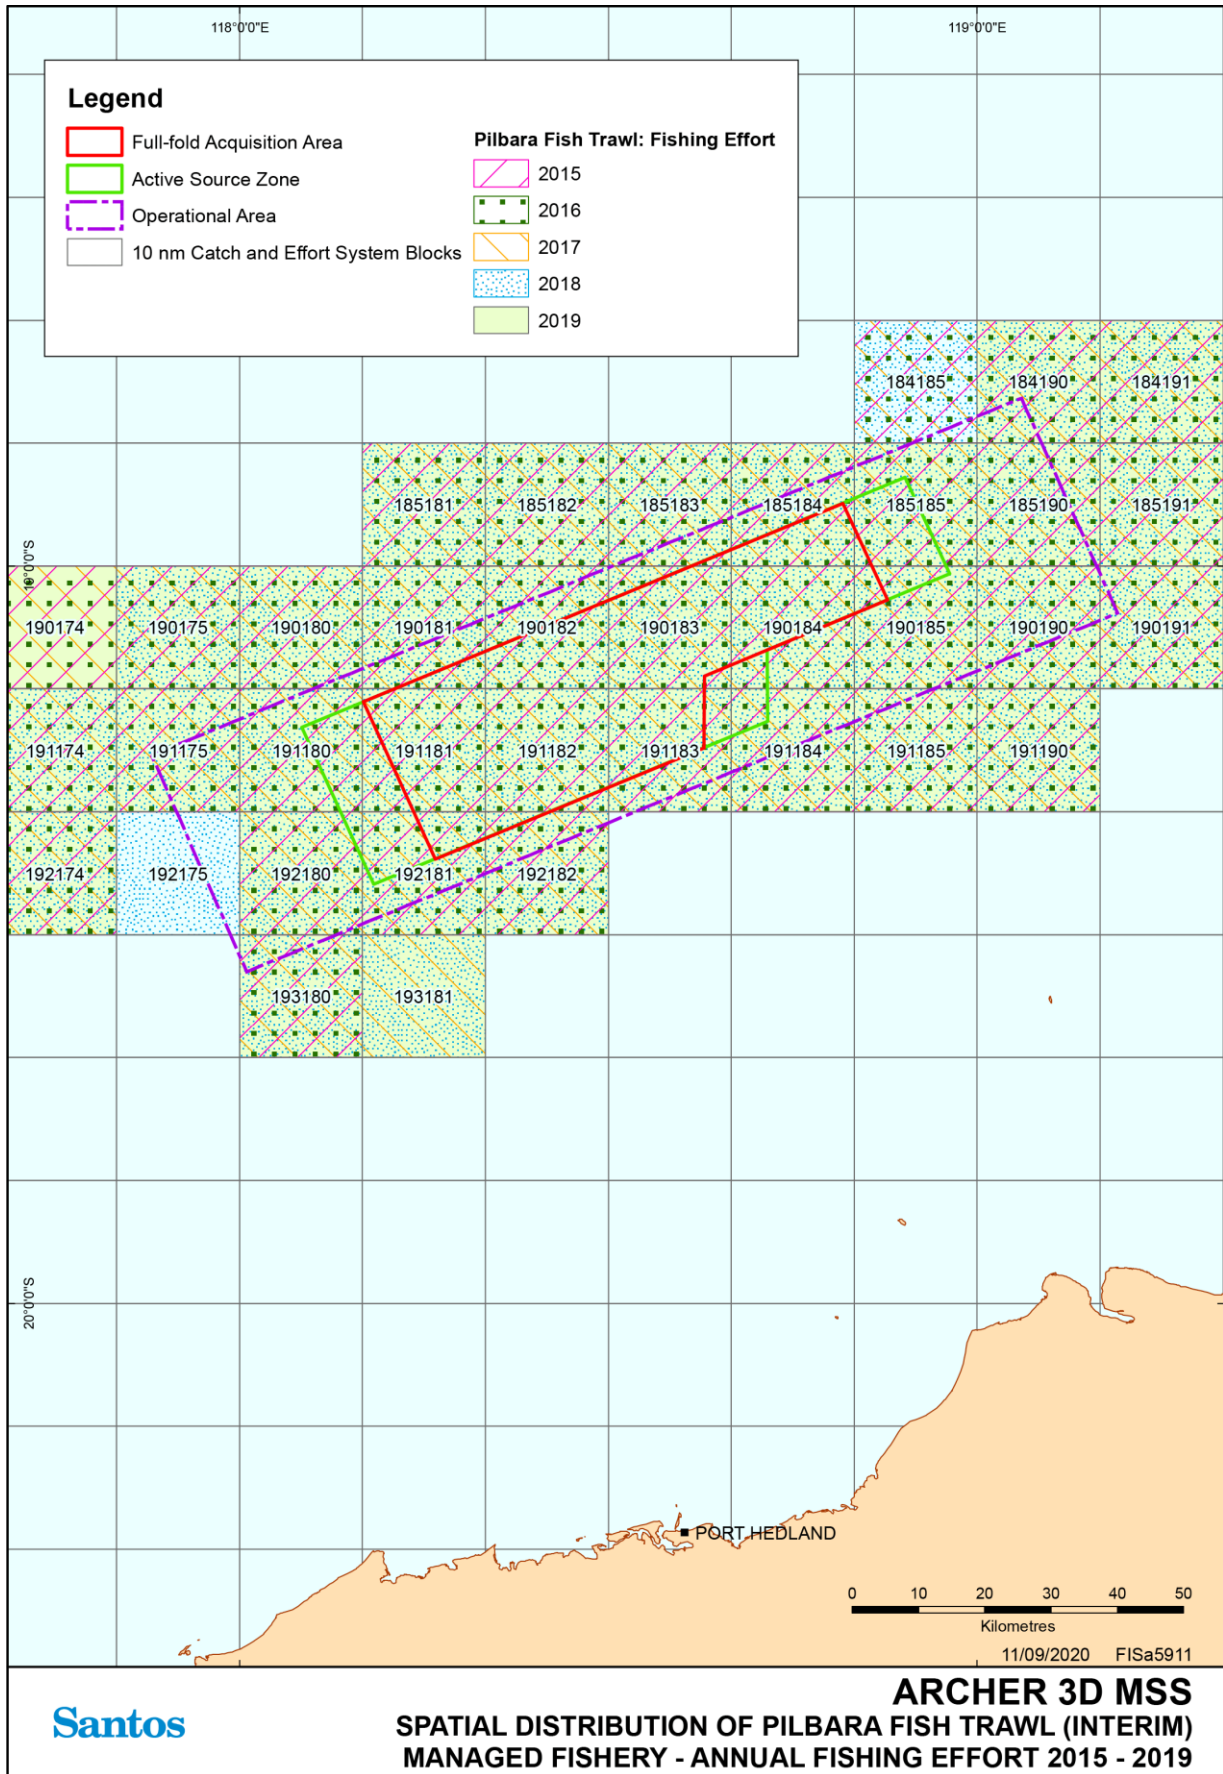 118°0'0"E
119°0'0"E
Legend
Full-fold Acquisition Area
Active Source Zone
Operational Area
10 nm Catch and Effort System Blocks
Pilbara Fish Trawl: Fishing Effort
2015
2016
2017
2018
2019
184185
184190
184191
185181
185182
185183
185184
185185
185190
185191
190174
190175
190180
190181
190182
190183
190184
190185
190190
190191
191174
191175
191180
191181
191182
191183
191184
191185
191190
192174
192175
192180
192181
192182
193180
193181
20°0'0"S
PORT HEDLAND
0 10 20 30 40 50
Kilometres
11/09/2020 FISa5911
Santos
ARCHER 3D MSS
SPATIAL DISTRIBUTION OF PILBARA FISH TRAWL (INTERIM)
MANAGED FISHERY - ANNUAL FISHING EFFORT 2015 - 2019